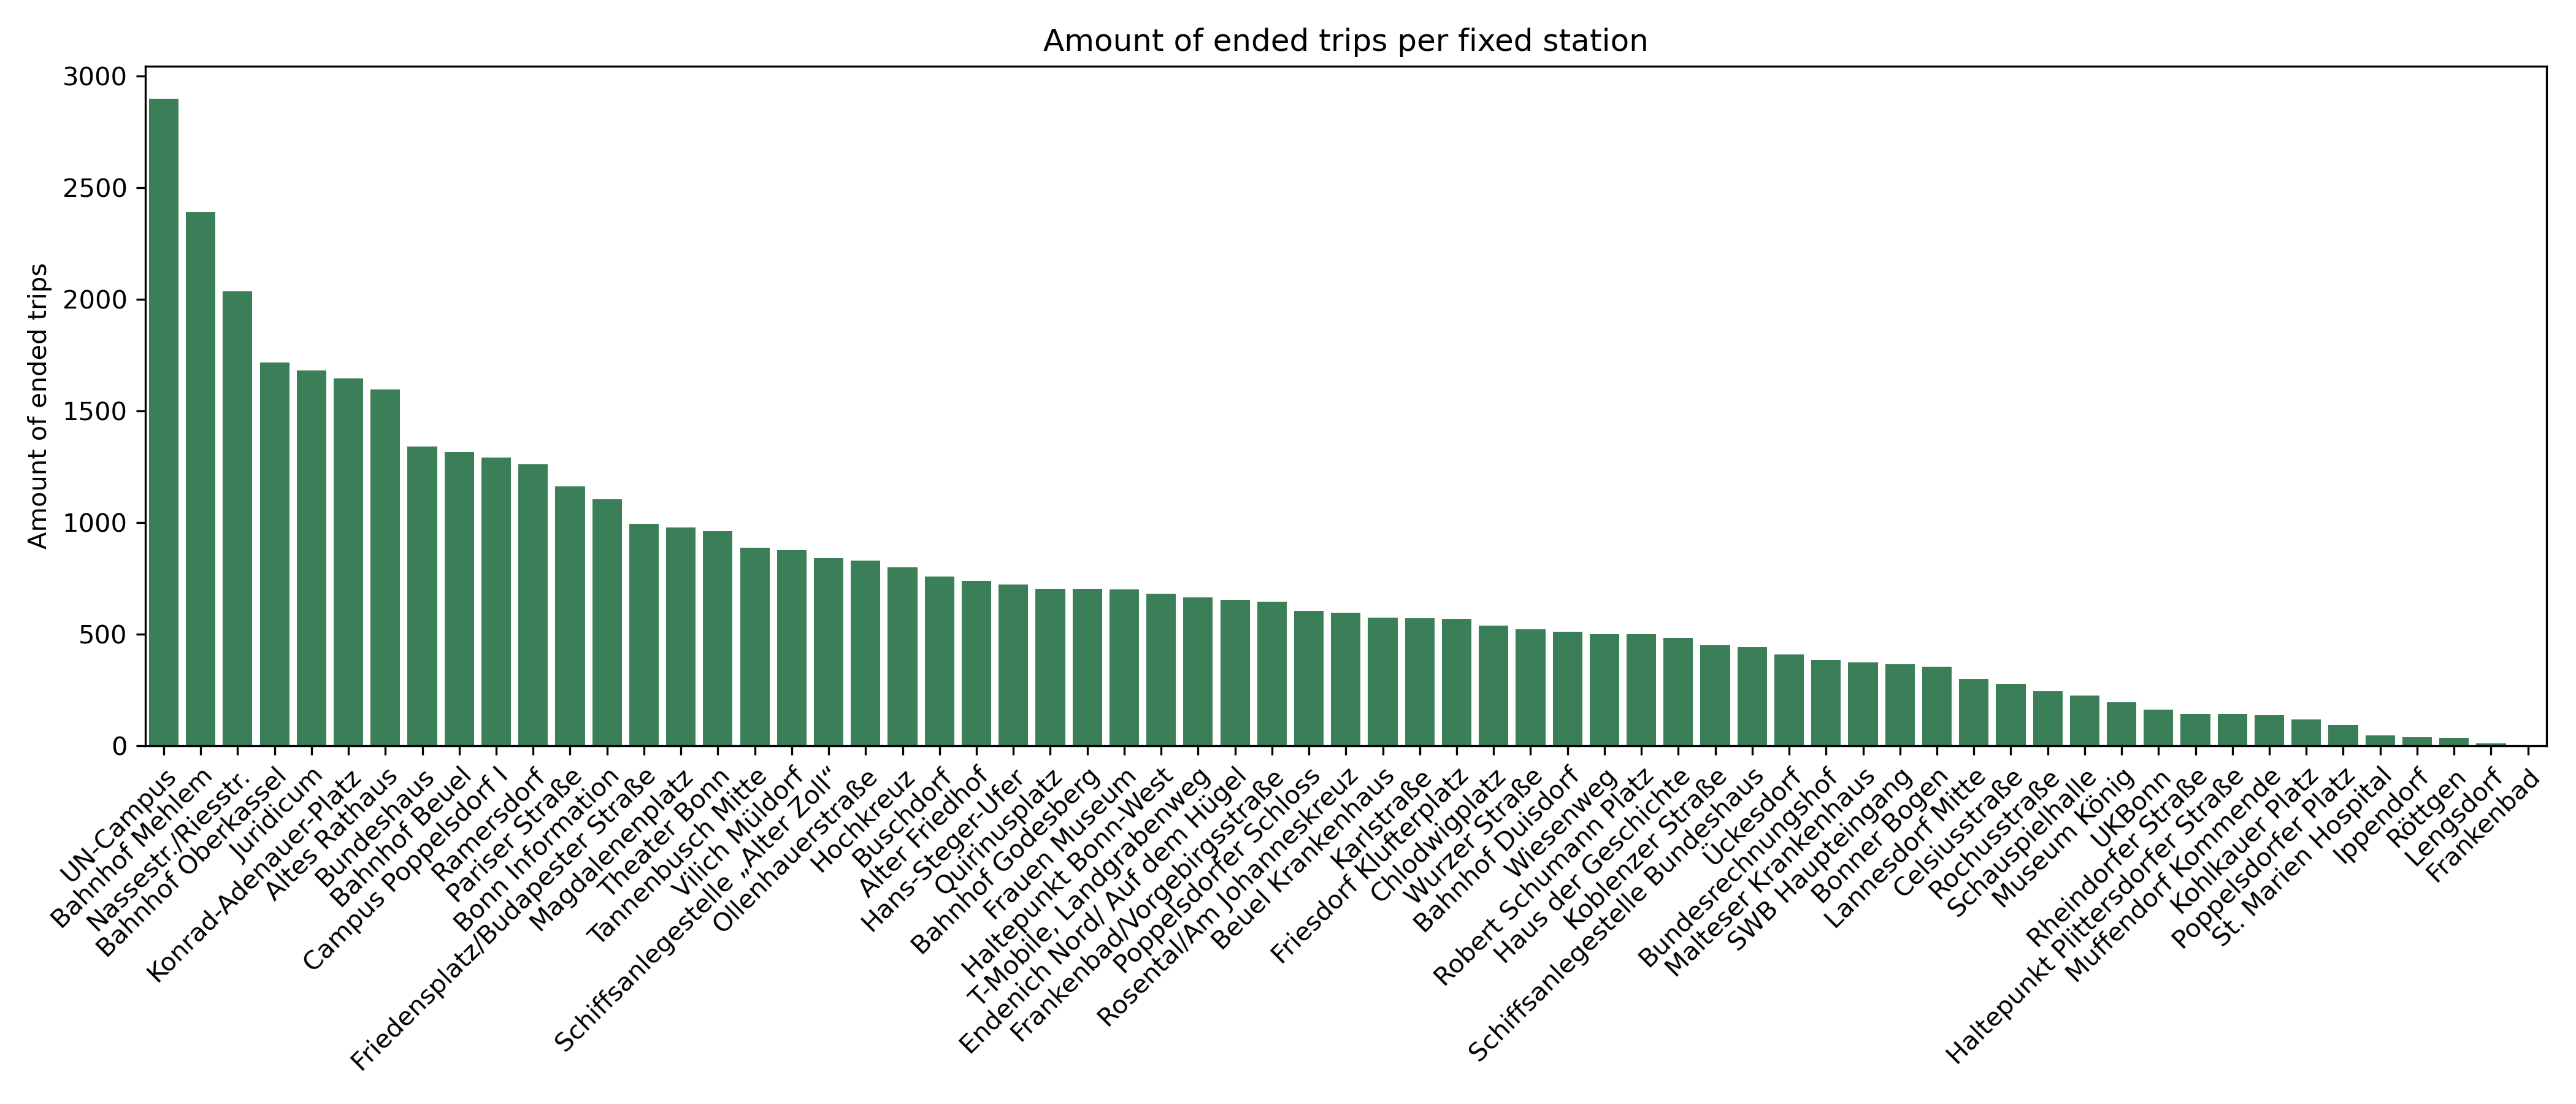 Amount of ended trips per fixed station
Amount of ended trips
3000
2500
2000
1500
1000
500
0
UN-Campus
Bahnhof Mehlem
Nassestr./Riesstr.
Bahnhof Oberkassel
Juridicum
Konrad-Adenauer-Platz
Altes Rathaus
Bundeshaus
Bahnhof Beuel
Campus Poppelsdorf I
Ramersdorf
Pariser Straße
Bonn Information
Friedensplatz/Budapester Straße
Magdalenenplatz
Theater Bonn
Tannenbusch Mitte
Vilich Müldorf
Schiffsanlegestelle „Alter Zoll“
Ollenhauerstraße
Hochkreuz
Buschdorf
Alter Friedhof
Hans-Steger-Ufer
Quirinusplatz
Bahnhof Godesberg
Frauen Museum
Haltepunkt Bonn-West
T-Mobile, Landgrabenweg
Endenich Nord/ Auf dem Hügel
Frankenbad/Vorgebirgsstraße
Poppelsdorfer Schloss
Rosental/Am Johanneskreuz
Beuel Krankenhaus
Karlstraße
Friesdorf Klufterplatz
Chlodwigplatz
Wurzer Straße
Bahnhof Duisdorf
Wiesenweg
Robert Schumann Platz
Haus der Geschichte
Koblenzer Straße
Schiffsanlegestelle Bundeshaus
Ückesdorf
Bundesrechnungshof
Malteser Krankenhaus
SWB Haupteingang
Bonner Bogen
Lannesdorf Mitte
Celsiusstraße
Rochusstraße
Schauspielhalle
Museum König
UKBonn
Rheindorfer Straße
Haltepunkt Plittersdorfer Straße
Muffendorf Kommende
Kohlkauer Platz
Poppelsdorfer Platz
St. Marien Hospital
Ippendorf
Röttgen
Lengsdorf
Frankenbad